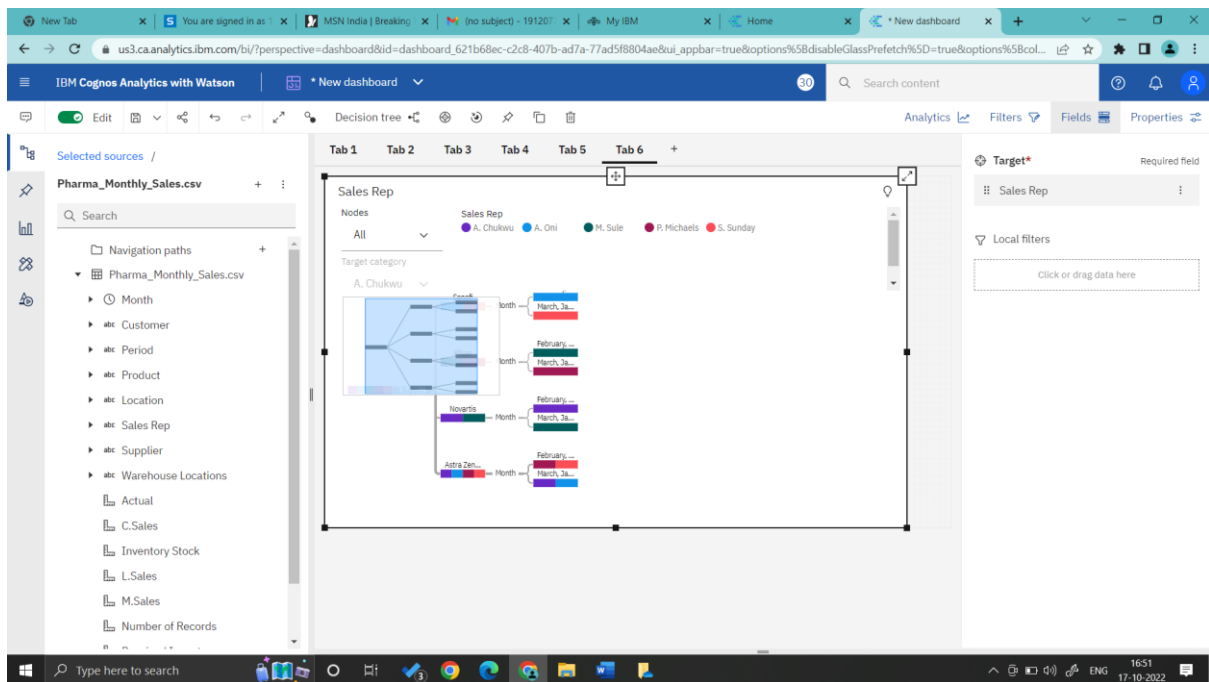 New Tab
You are signed in as
MSN India | Breaking
(no subject) - 191207
My IBM
Home
* New dashboard
us3.ca.analytics.ibm.com/bi/?perspective=dashboard&id=dashboard_621b68ec-c2c8-407b-ad7a-77ad5f8804ae&ui_appbar=true&options%5BdisableGlassPrefetch%5D=true&options%5Bcol...
IBM Cognos Analytics with Watson
* New dashboard
30
Search content
Edit
Decision tree
Analytics
Filters
Fields
Properties
Selected sources /
Pharma_Monthly_Sales.csv
Search
Navigation paths
Pharma_Monthly_Sales.csv
Month
abc Customer
abc Period
abc Product
abc Location
abc Sales Rep
abc Supplier
abc Warehouse Locations
Actual
C.Sales
Inventory Stock
L.Sales
M.Sales
Number of Records
Tab 1
Tab 2
Tab 3
Tab 4
Tab 5
Tab 6
Sales Rep
Nodes
All
Target category
A. Chukwu
Sales Rep
A. Chukwu
A. Oni
M. Sule
P. Michaels
S. Sunday
March, Ja...
February, ...
March, Ja...
Novartis
Month
February, ...
March, Ja...
Astra Zen...
Month
February, ...
March, Ja...
Target*
Required field
Sales Rep
Local filters
Click or drag data here
Type here to search
3
ENG
16:51
17-10-2022